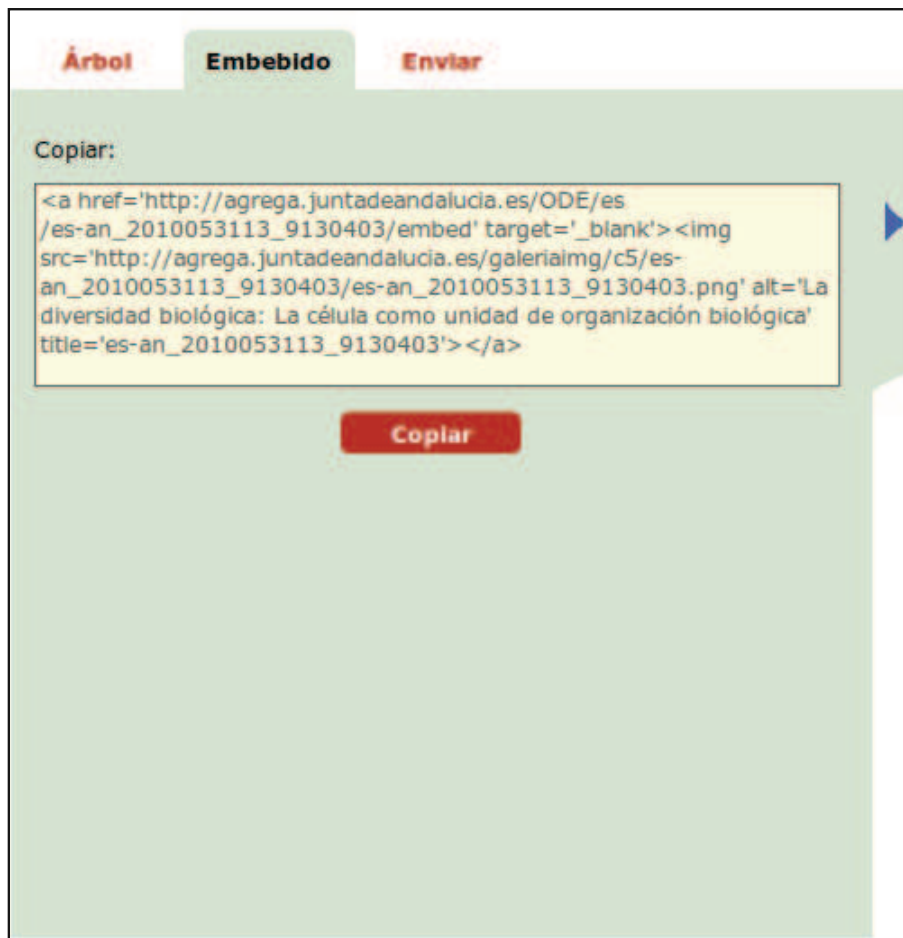 Árbol Embebido Enviar
Copiar:
<a href='http://agrega.juntadeandalucia.es/ODE/es
/es-an_2010053113_9130403/embed' target='_blank'><img
src='http://agrega.juntadeandalucia.es/galeriaimg/c5/es-
an_2010053113_9130403/es-an_2010053113_9130403.png' alt='La
diversidad biológica: La célula como unidad de organización biológica'
title='es-an_2010053113_9130403'></a>
Copiar